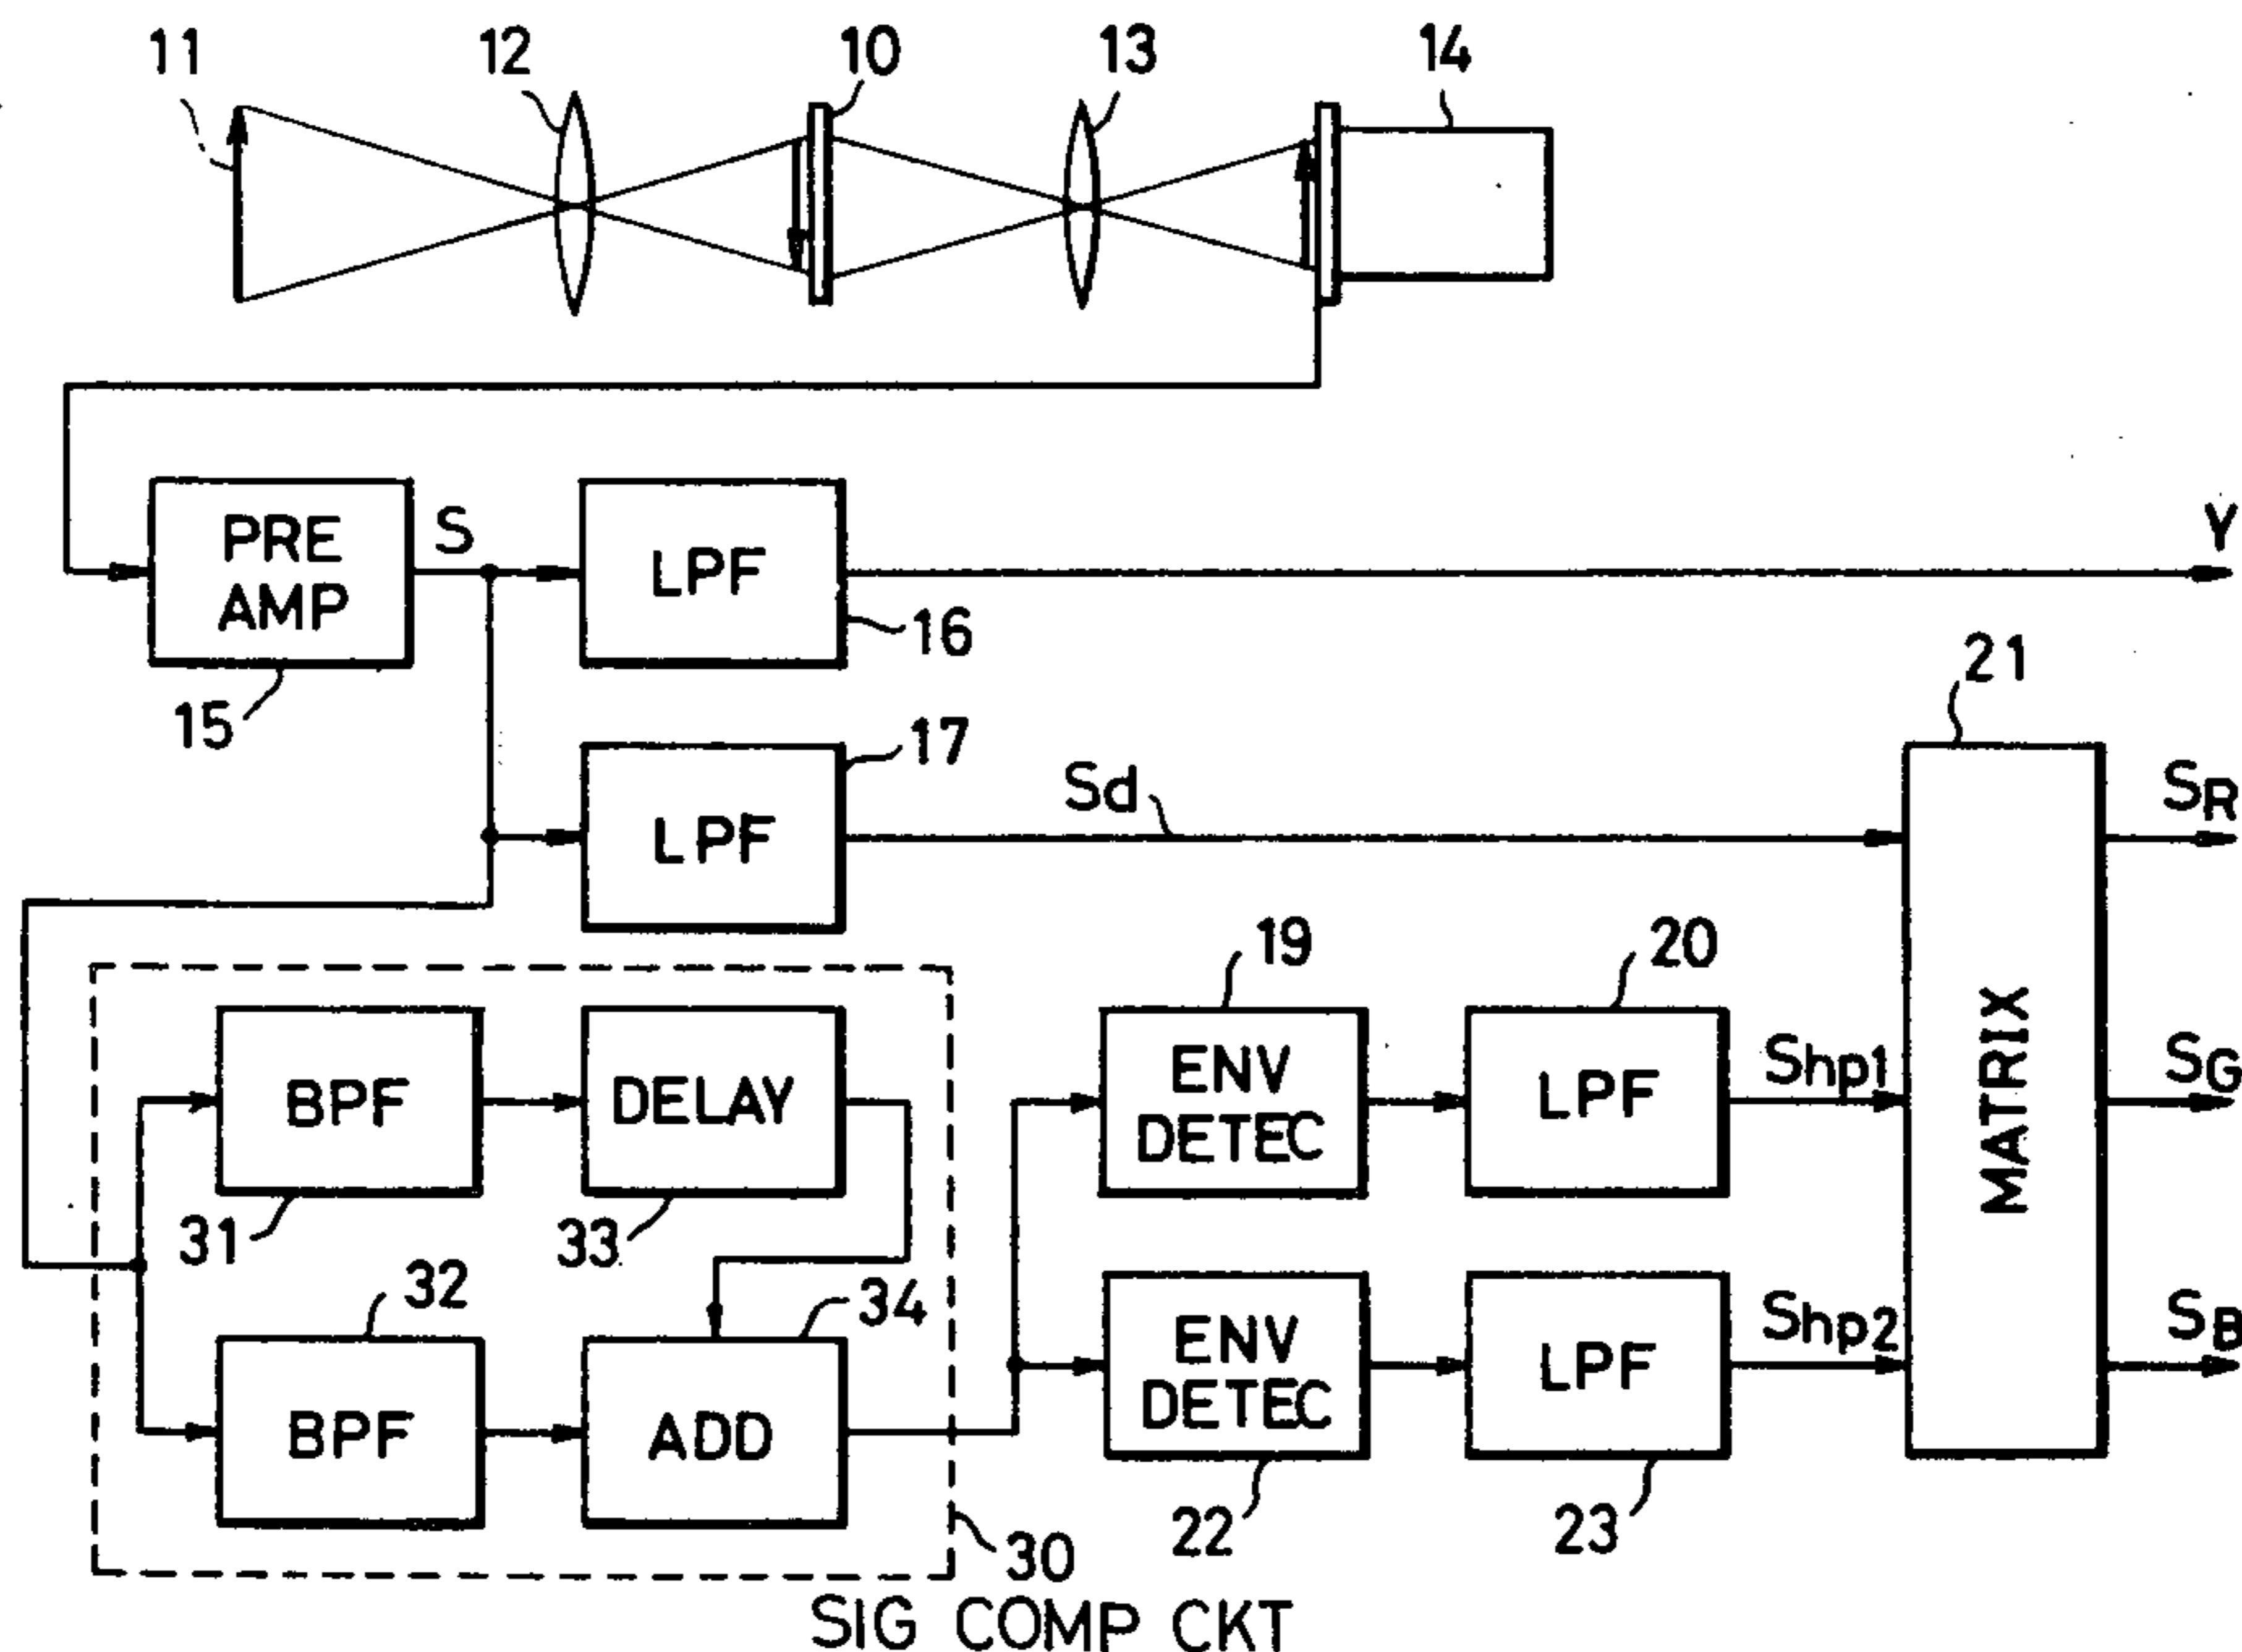 11 12 10 13 14
PRE AMP
S
LPF
Y
16
15
21
17
LPF
Sd
SR
19 20
BPF
DELAY
ENV DETEC
LPF
Shp1
MATRIX
SG
31 33
32 34
BPF
ADD
ENV DETEC
LPF
Shp2
SB
22 23
30
SIG COMP CKT